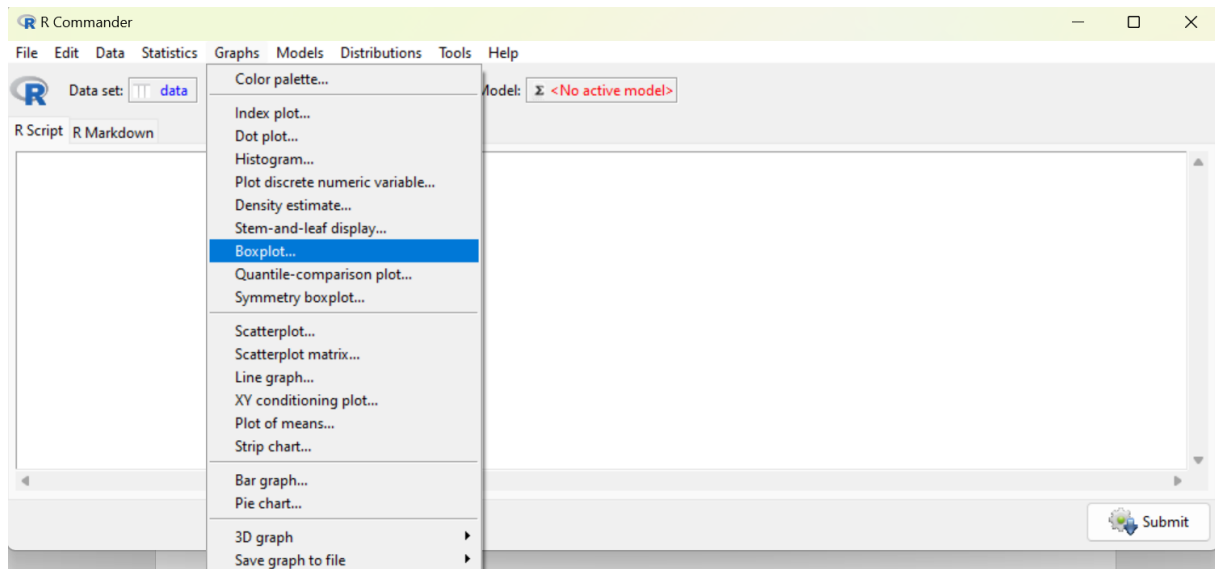 R Commander
File Edit Data Statistics Graphs Models Distributions Tools Help
R Data set: data Model: Σ <No active model>
R Script R Markdown
Color palette...
Index plot...
Dot plot...
Histogram...
Plot discrete numeric variable...
Density estimate...
Stem-and-leaf display...
Boxplot...
Quantile-comparison plot...
Symmetry boxplot...
Scatterplot...
Scatterplot matrix...
Line graph...
XY conditioning plot...
Plot of means...
Strip chart...
Bar graph...
Pie chart...
3D graph
Save graph to file
Submit